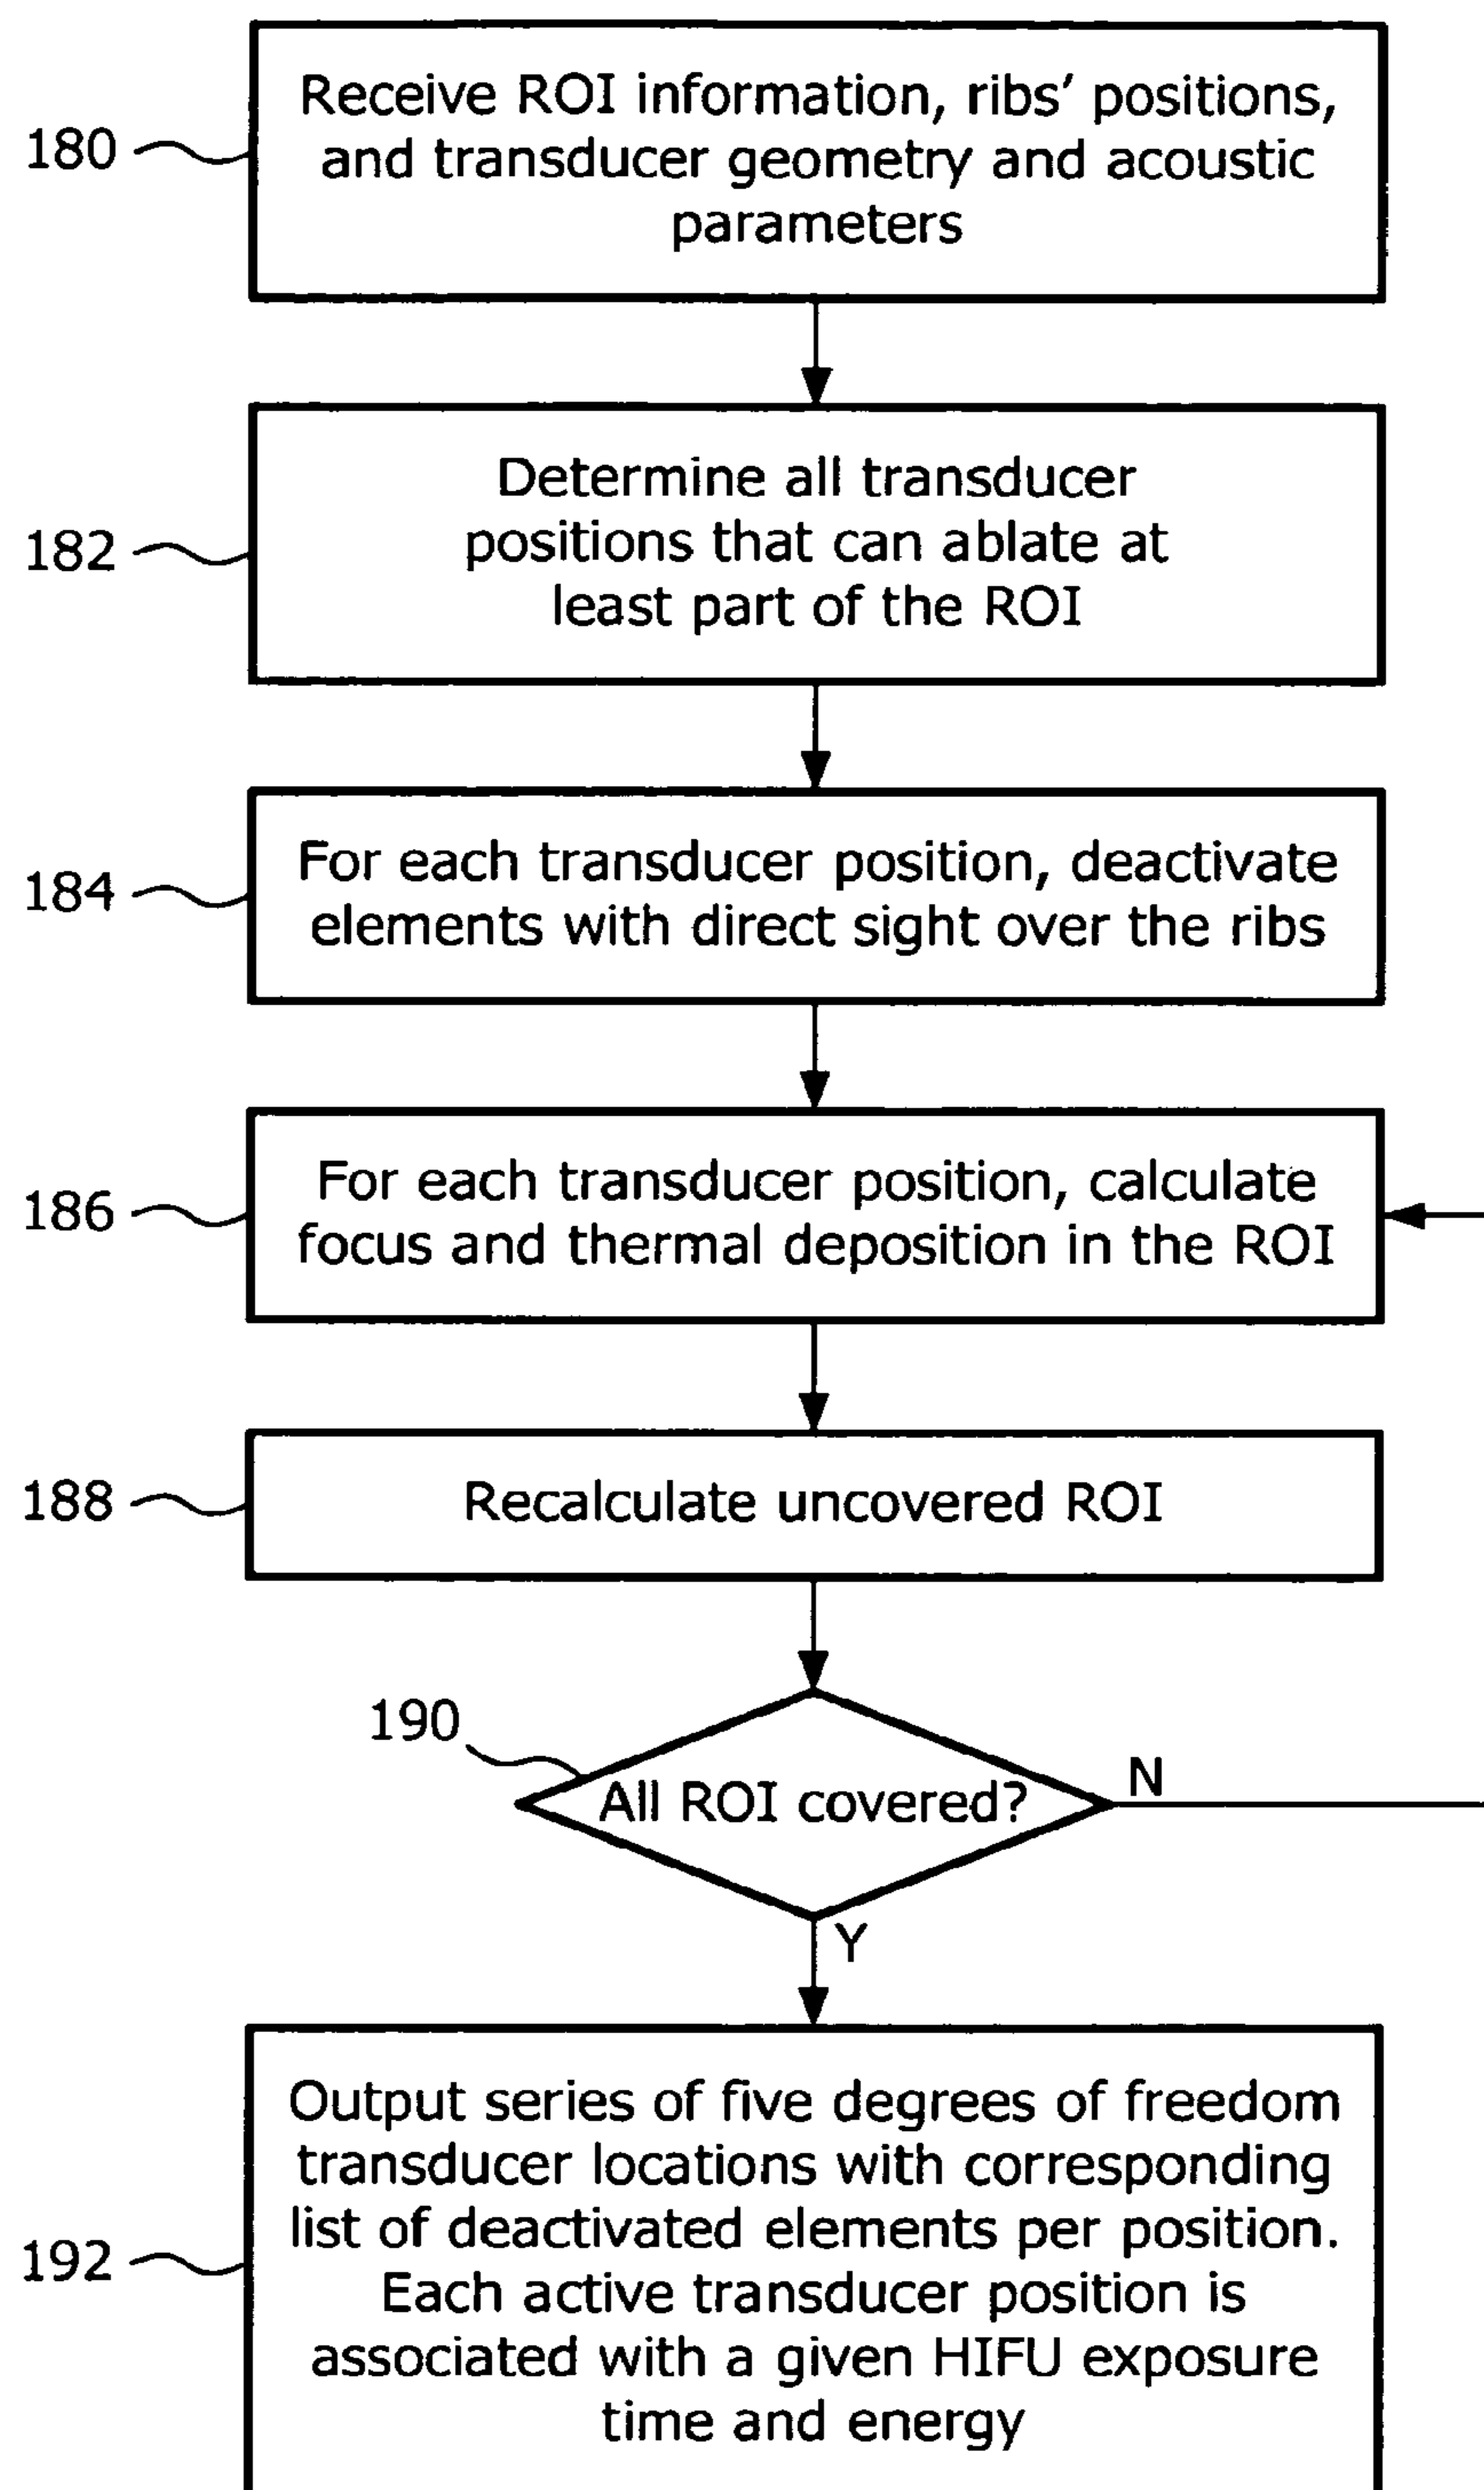 180
Receive ROI information, ribs' positions,
and transducer geometry and acoustic
parameters
182
Determine all transducer
positions that can ablate at
least part of the ROI
184
For each transducer position, deactivate
elements with direct sight over the ribs
186
For each transducer position, calculate
focus and thermal deposition in the ROI
188
Recalculate uncovered ROI
190
All ROI covered?
N
Y
192
Output series of five degrees of freedom
transducer locations with corresponding
list of deactivated elements per position.
Each active transducer position is
associated with a given HIFU exposure
time and energy